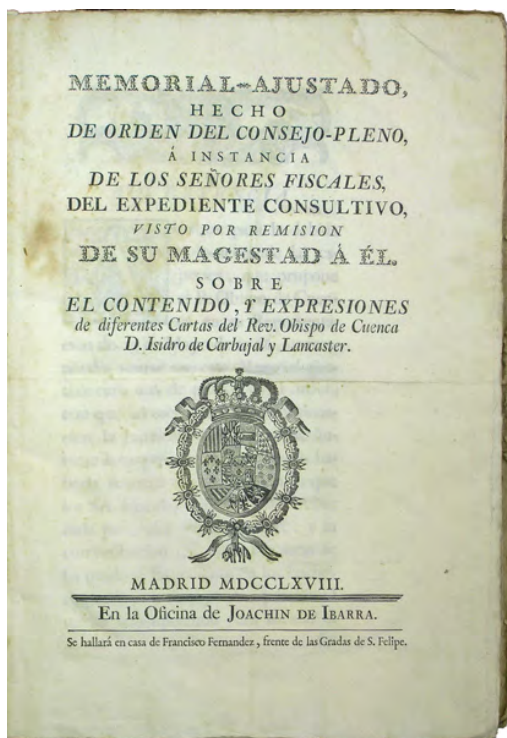 MEMORIAL-AJUSTADO,
HECHO
DE ORDEN DEL CONSEJO-PLENO,
Á INSTANCIA
DE LOS SEÑORES FISCALES,
DEL EXPEDIENTE CONSULTIVO,
VISTO POR REMISION
DE SU MAGESTAD Á ÉL.
SOBRE
EL CONTENIDO, Y EXPRESIONES
de diferentes Cartas del Rev. Obispo de Cuenca
D. Isidro de Carbajal y Lancaster.
MADRID MDCCLXVIII.
En la Oficina de JOACHIN DE IBARRA.
Se hallará en casa de Francisco Fernandez, frente de las Gradas de S. Felipe.